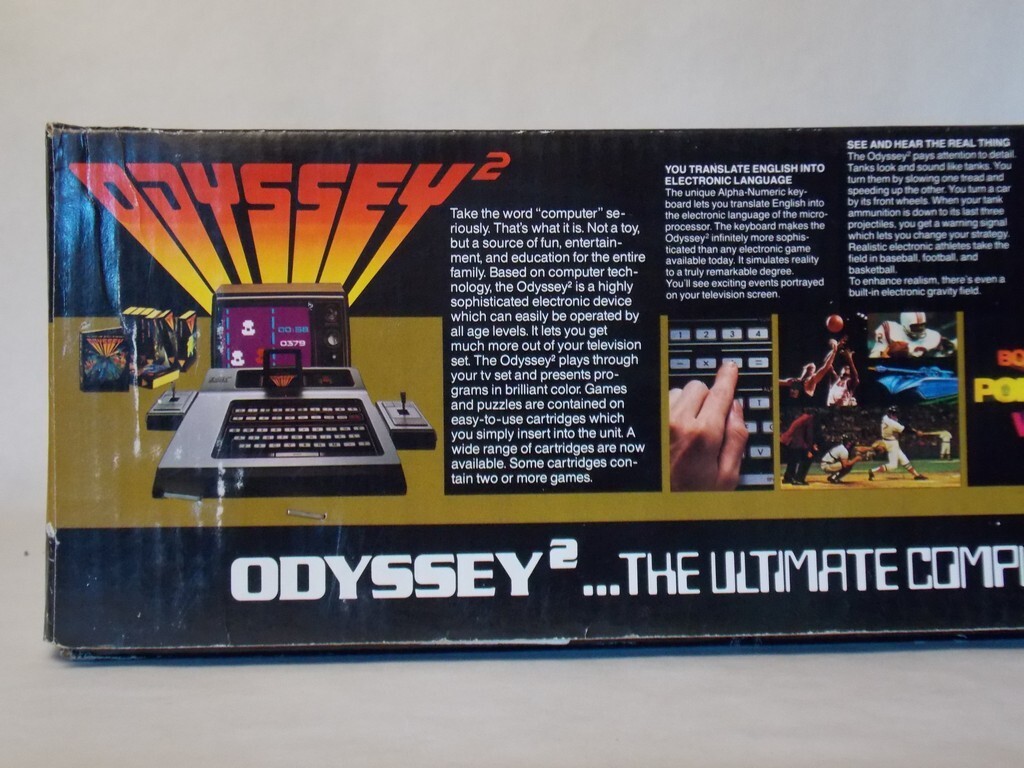 ODYSSEY²
Take the word "computer" se-
riously. That's what it is. Not a toy,
but a source of fun, entertain-
ment, and education for the entire
family. Based on computer tech-
nology, the Odyssey² is a highly
sophisticated electronic device
which can easily be operated by
all age levels. It lets you get
much more out of your television
set. The Odyssey² plays through
your tv set and presents pro-
grams in brilliant color. Games
and puzzles are contained on
easy-to-use cartridges which
you simply insert into the unit. A
wide range of cartridges are now
available. Some cartridges con-
tain two or more games.
YOU TRANSLATE ENGLISH INTO
ELECTRONIC LANGUAGE
The unique Alpha-Numeric key-
board lets you translate English into
the electronic language of the micro-
processor. The keyboard makes the
Odyssey² infinitely more sophis-
ticated than any electronic game
available today. It simulates reality
to a truly remarkable degree.
You'll see exciting events portrayed
on your television screen.
SEE AND HEAR THE REAL THING
The Odyssey² pays attention to detail.
Tanks look and sound like tanks. You
turn them by slowing one tread and
speeding up the other. You turn a car
by its front wheels. When your tank
ammunition is down to its last three
projectiles, you get a warning signal
which lets you change your strategy.
Realistic electronic athletes take the
field in baseball, football, and
basketball.
To enhance realism, there's even a
built-in electronic gravity field.
00:58
0379
1 2 3 4
- × =
T
V
BO
PO
V
ODYSSEY² ...THE ULTIMATE COMP